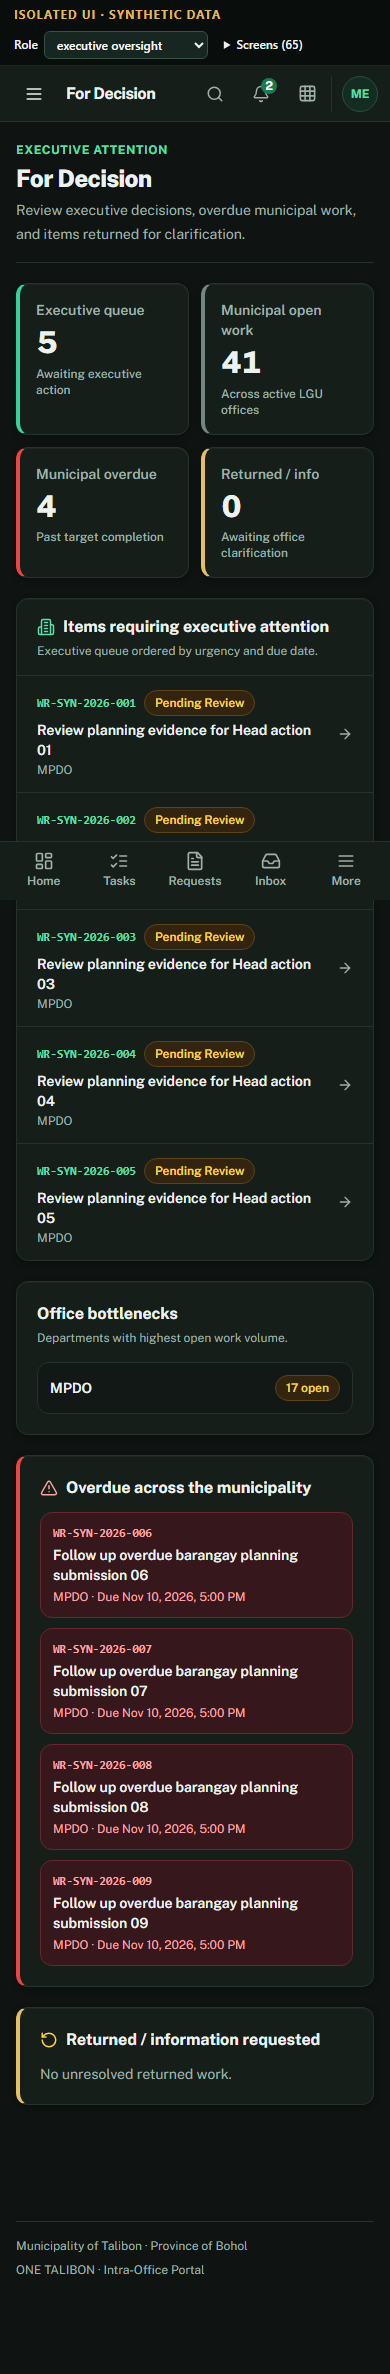 ISOLATED UI · SYNTHETIC DATA
Role executive oversight Screens (65)
For Decision 2 ME
EXECUTIVE ATTENTION
For Decision
Review executive decisions, overdue municipal work,
and items returned for clarification.
Executive queue
5
Awaiting executive
action
Municipal open
work
41
Across active LGU
offices
Municipal overdue
4
Past target completion
Returned / info
0
Awaiting office
clarification
Items requiring executive attention
Executive queue ordered by urgency and due date.
WR-SYN-2026-001 Pending Review
Review planning evidence for Head action
01
MPDO
WR-SYN-2026-002 Pending Review
Home Tasks Requests Inbox More
WR-SYN-2026-003 Pending Review
Review planning evidence for Head action
03
MPDO
WR-SYN-2026-004 Pending Review
Review planning evidence for Head action
04
MPDO
WR-SYN-2026-005 Pending Review
Review planning evidence for Head action
05
MPDO
Office bottlenecks
Departments with highest open work volume.
MPDO 17 open
Overdue across the municipality
WR-SYN-2026-006
Follow up overdue barangay planning
submission 06
MPDO · Due Nov 10, 2026, 5:00 PM
WR-SYN-2026-007
Follow up overdue barangay planning
submission 07
MPDO · Due Nov 10, 2026, 5:00 PM
WR-SYN-2026-008
Follow up overdue barangay planning
submission 08
MPDO · Due Nov 10, 2026, 5:00 PM
WR-SYN-2026-009
Follow up overdue barangay planning
submission 09
MPDO · Due Nov 10, 2026, 5:00 PM
Returned / information requested
No unresolved returned work.
Municipality of Talibon · Province of Bohol
ONE TALIBON · Intra-Office Portal